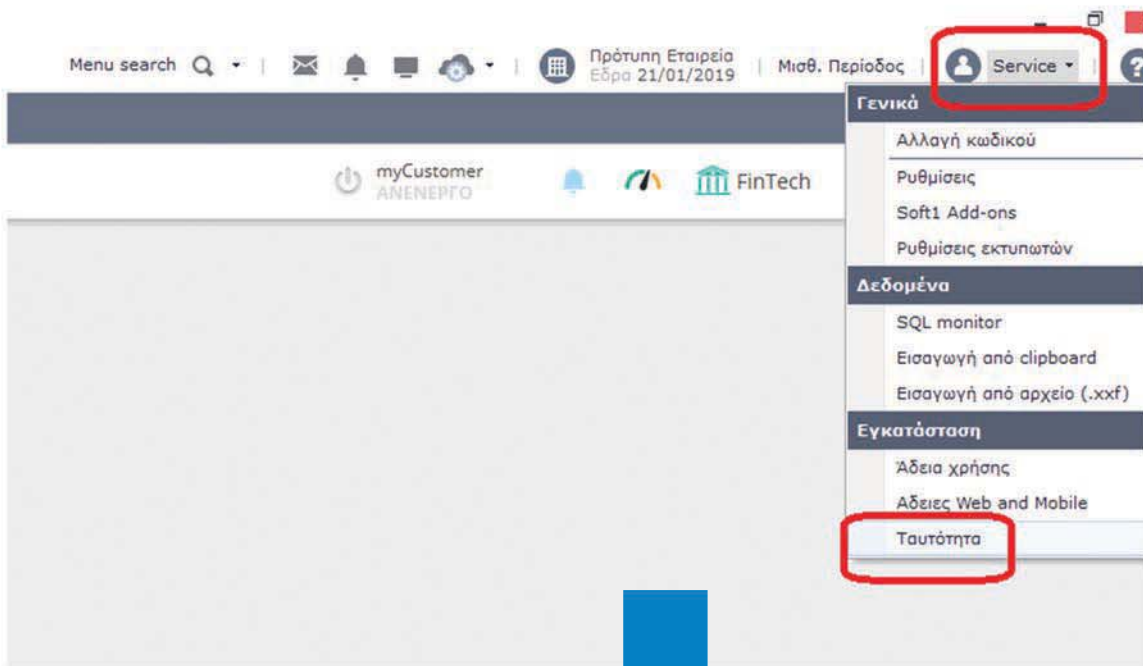 Menu search
Πρότυπη Εταιρεία
Εδρα 21/01/2019
Μισθ. Περίοδος
Service
?
myCustomer
ΑΝΕΝΕΡΓΟ
FinTech
Γενικά
Αλλαγή κωδικού
Ρυθμίσεις
Soft1 Add-ons
Ρυθμίσεις εκτυπωτών
Δεδομένα
SQL monitor
Εισαγωγή από clipboard
Εισαγωγή από αρχείο (.xxf)
Εγκατάσταση
Άδεια χρήσης
Αδειες Web and Mobile
Ταυτότητα